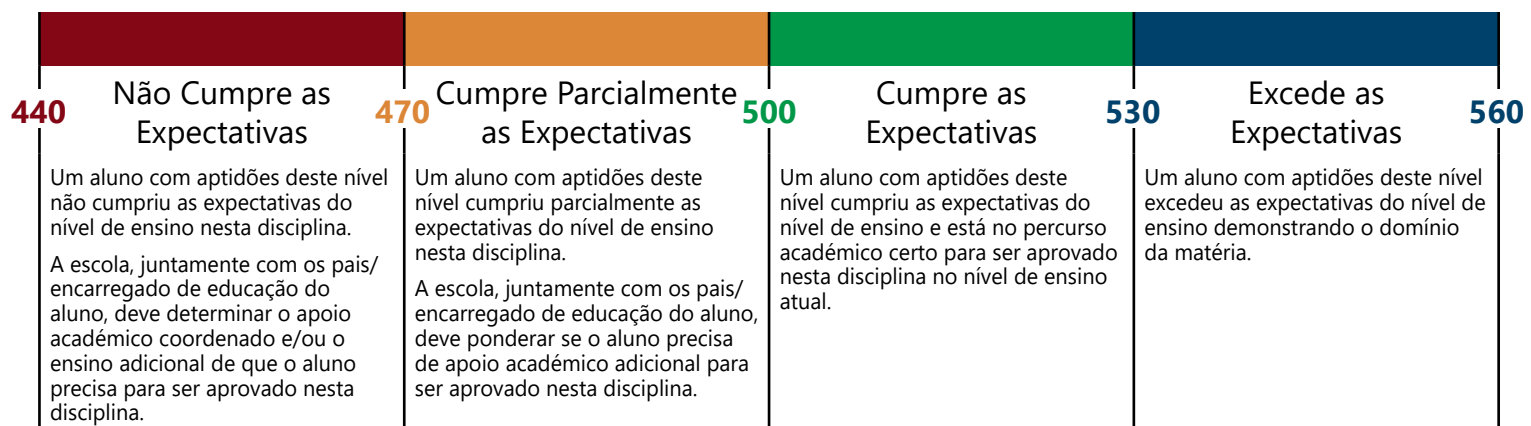 440
Não Cumpre as
Expectativas
470
Cumpre Parcialmente
as Expectativas
500
Cumpre as
Expectativas
530
Excede as
Expectativas
560
Um aluno com aptidões deste nível
não cumpriu as expectativas do
nível de ensino nesta disciplina.
A escola, juntamente com os pais/
encarregado de educação do
aluno, deve determinar o apoio
académico coordenado e/ou o
ensino adicional de que o aluno
precisa para ser aprovado nesta
disciplina.
Um aluno com aptidões deste
nível cumpriu parcialmente as
expectativas do nível de ensino
nesta disciplina.
A escola, juntamente com os pais/
encarregado de educação do aluno,
deve ponderar se o aluno precisa
de apoio académico adicional para
ser aprovado nesta disciplina.
Um aluno com aptidões deste
nível cumpriu as expectativas do
nível de ensino e está no percurso
académico certo para ser aprovado
nesta disciplina no nível de ensino
atual.
Um aluno com aptidões deste nível
excedeu as expectativas do nível de
ensino demonstrando o domínio
da matéria.